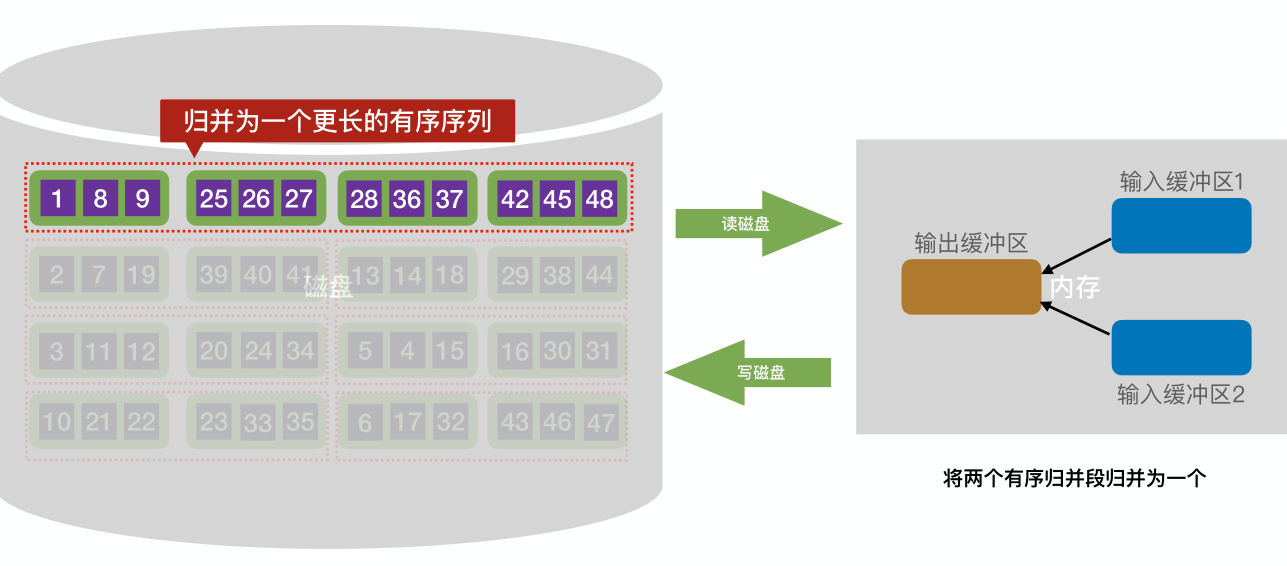 归并为一个更长的有序序列
1 8 9 25 26 27 28 36 37 42 45 48
2 7 19 39 40 41 13 14 18 29 38 44
磁盘
3 11 12 20 24 34 5 4 15 16 30 31
10 21 22 23 33 35 6 17 32 43 46 47
读磁盘
写磁盘
输入缓冲区1
输出缓冲区
内存
输入缓冲区2
将两个有序归并段归并为一个